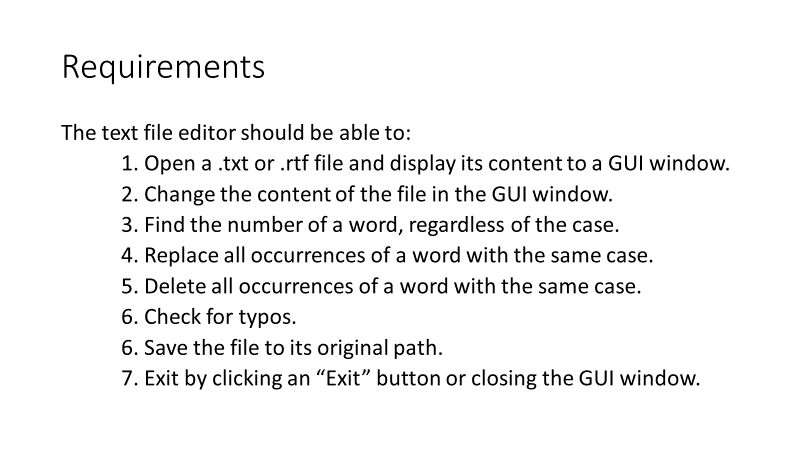 Requirements
The text file editor should be able to:
1. Open a .txt or .rtf file and display its content to a GUI window.
2. Change the content of the file in the GUI window.
3. Find the number of a word, regardless of the case.
4. Replace all occurrences of a word with the same case.
5. Delete all occurrences of a word with the same case.
6. Check for typos.
6. Save the file to its original path.
7. Exit by clicking an “Exit” button or closing the GUI window.